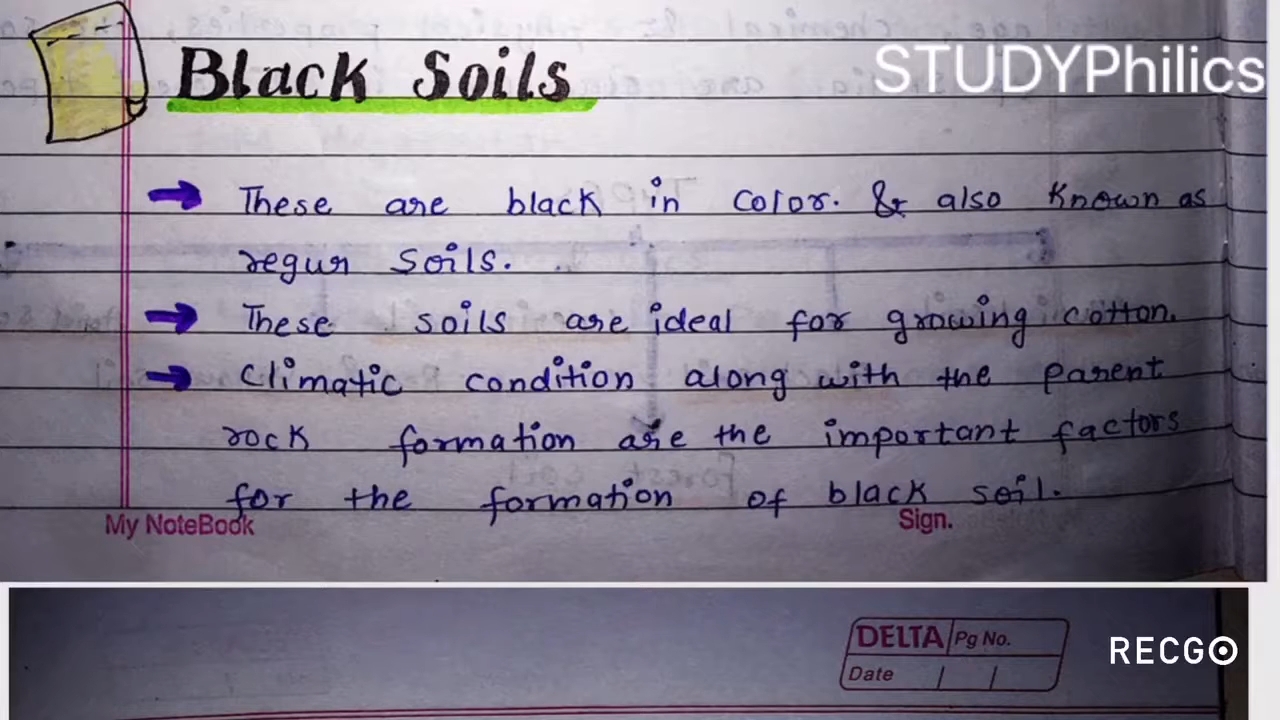 Black Soils
STUDYPhilics
→ These are black in color. & also known as
regur soils.
→ These soils are ideal for growing cotton.
→ Climatic condition along with the parent
rock formation are the important factors
for the formation of black soil.
My NoteBook
Sign.
DELTA Pg No.
Date / /
RECGO